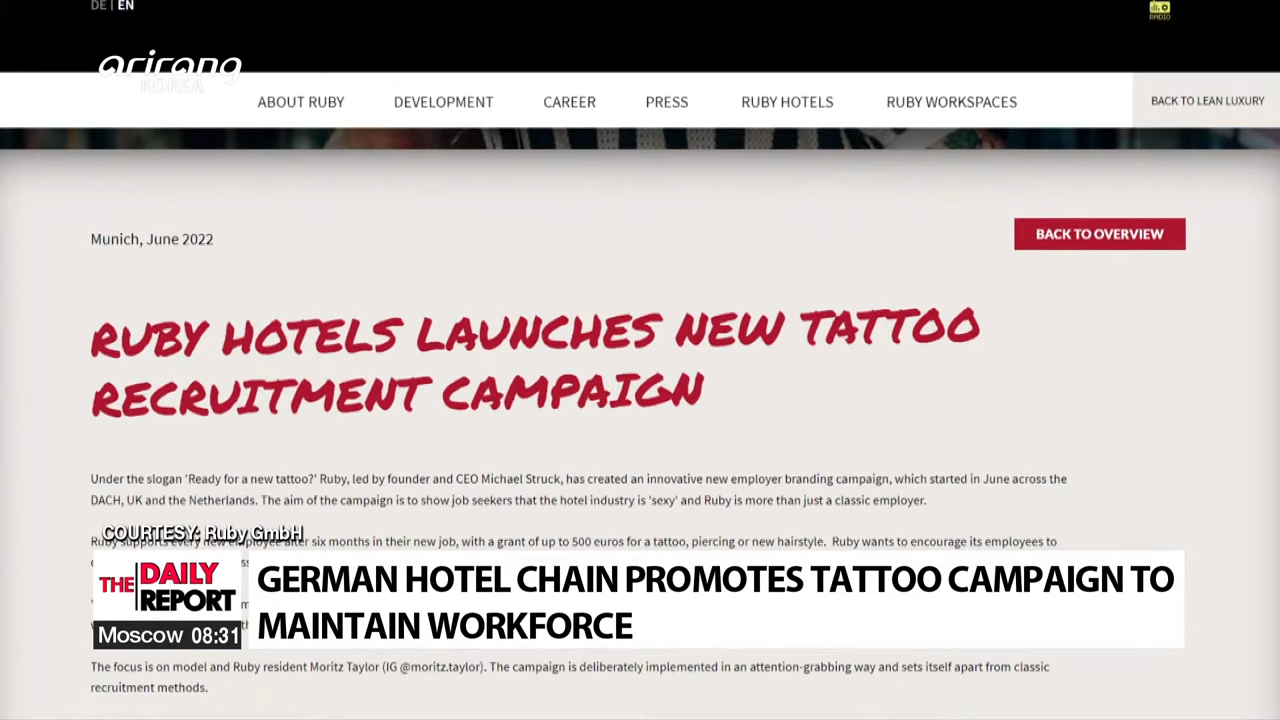 DE | EN
RADIO
arirang
KOREA
ABOUT RUBY DEVELOPMENT CAREER PRESS RUBY HOTELS RUBY WORKSPACES BACK TO LEAN LUXURY
Munich, June 2022
BACK TO OVERVIEW
RUBY HOTELS LAUNCHES NEW TATTOO
RECRUITMENT CAMPAIGN
Under the slogan 'Ready for a new tattoo?' Ruby, led by founder and CEO Michael Struck, has created an innovative new employer branding campaign, which started in June across the
DACH, UK and the Netherlands. The aim of the campaign is to show job seekers that the hotel industry is 'sexy' and Ruby is more than just a classic employer.
COURTESY: Ruby GmbH
Ruby supports every new employee after six months in their new job, with a grant of up to 500 euros for a tattoo, piercing or new hairstyle. Ruby wants to encourage its employees to
THE DAILY REPORT
GERMAN HOTEL CHAIN PROMOTES TATTOO CAMPAIGN TO
MAINTAIN WORKFORCE
Moscow 08:31
The focus is on model and Ruby resident Moritz Taylor (IG @moritz.taylor). The campaign is deliberately implemented in an attention-grabbing way and sets itself apart from classic
recruitment methods.